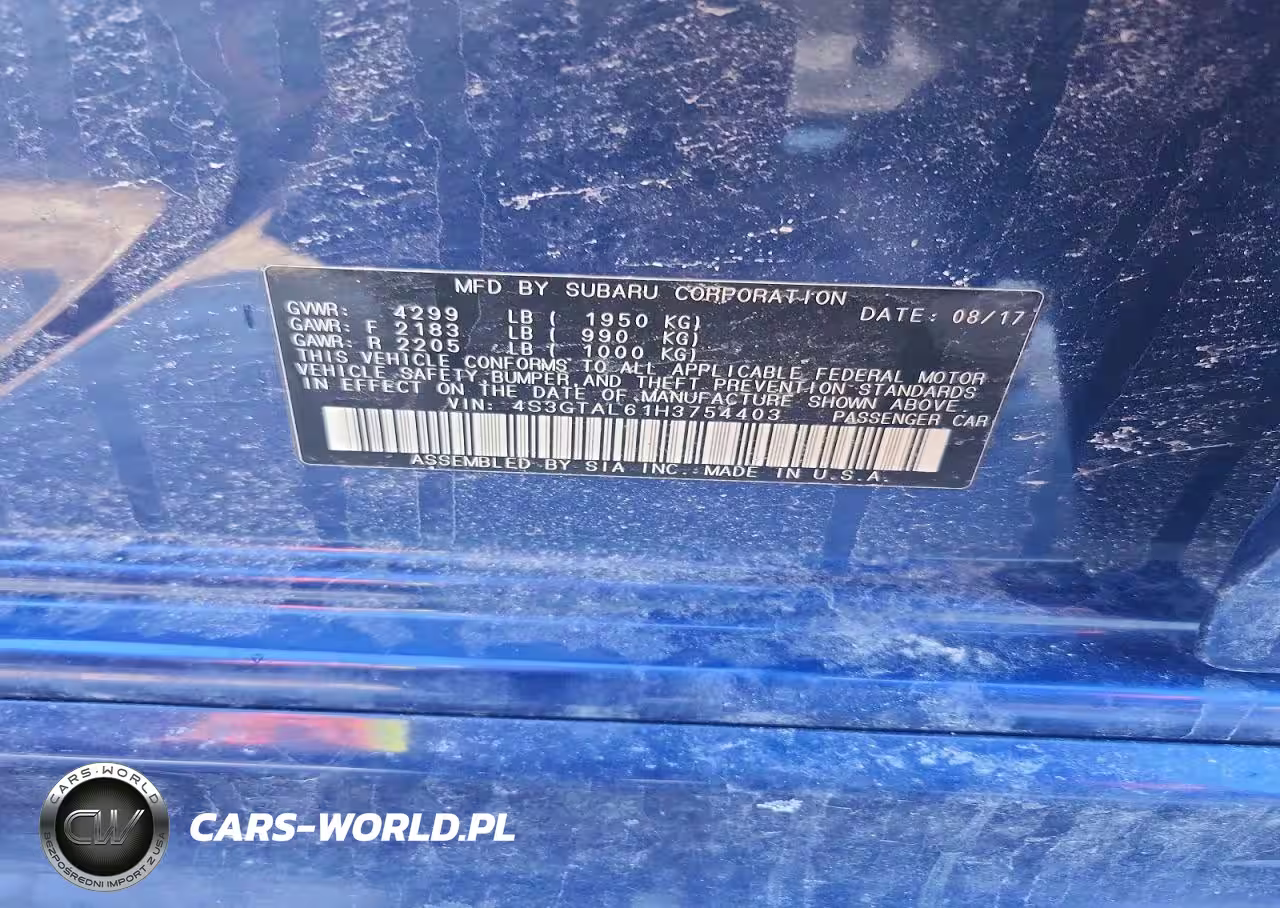 MFD BY SUBARU CORPORATION
GVWR: 4299 LB ( 1950 KG) DATE: 08/17
GAWR: F 2183 LB ( 990 KG)
GAWR: R 2205 LB ( 1000 KG)
THIS VEHICLE CONFORMS TO ALL APPLICABLE FEDERAL MOTOR
VEHICLE SAFETY, BUMPER, AND THEFT PREVENTION STANDARDS
IN EFFECT ON THE DATE OF MANUFACTURE SHOWN ABOVE.
VIN: 4S3GTAL61H3754403 PASSENGER CAR
ASSEMBLED BY SIA INC. MADE IN U.S.A.
CARS-WORLD
CW
BEZPOŚREDNI IMPORT Z USA
CARS-WORLD.PL